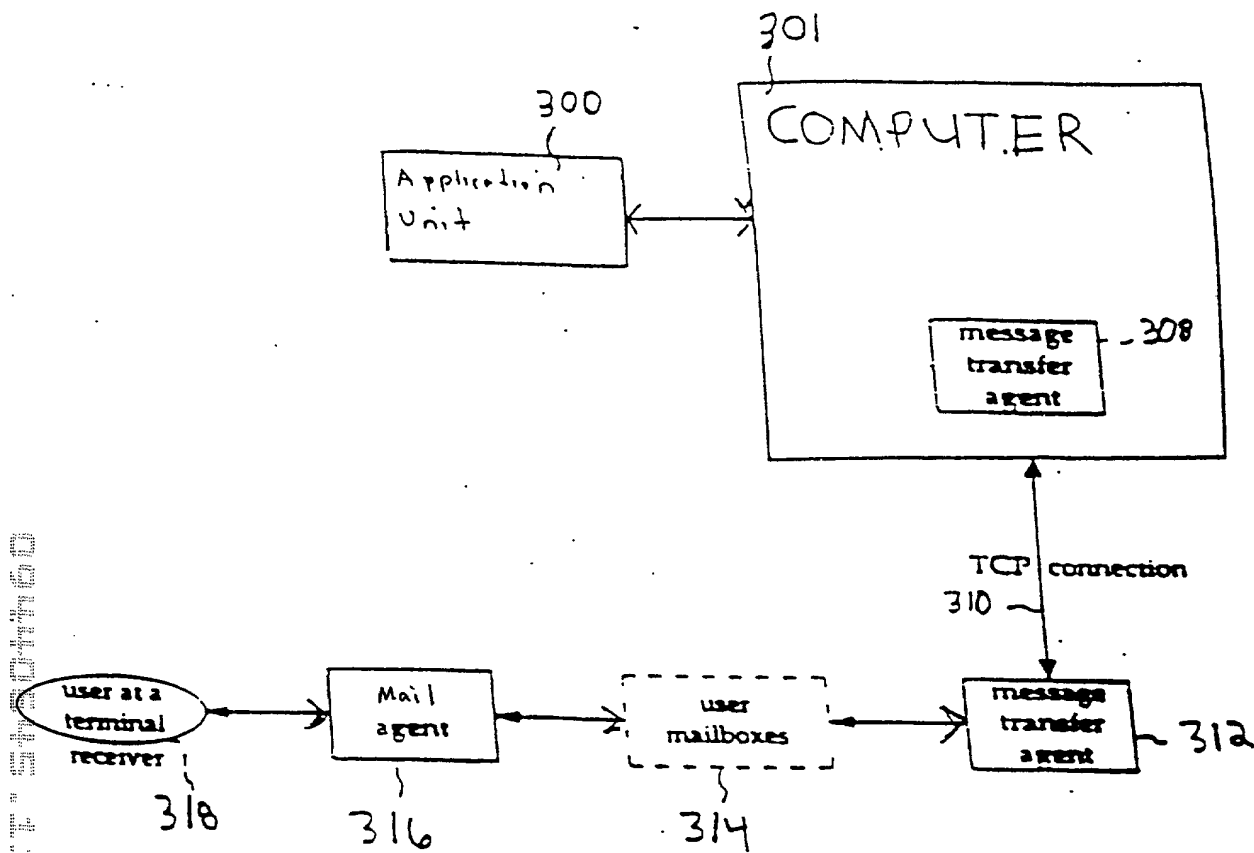 301
300
COMPUTER
Application
Unit
message
transfer
agent
308
TCP connection
310
user at a
terminal
receiver
Mail
agent
user
mailboxes
message
transfer
agent
312
318
316
314